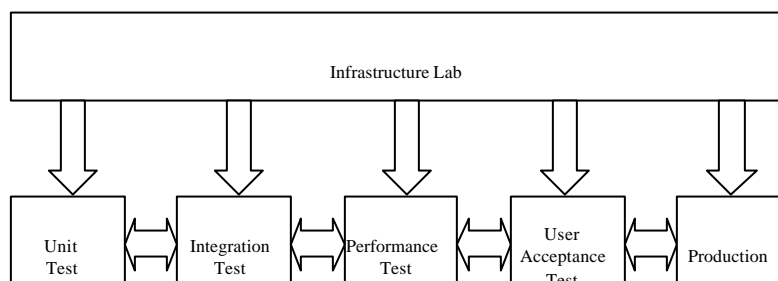 Infrastructure Lab
Unit
Test
Integration
Test
Performance
Test
User
Acceptance
Test
Production